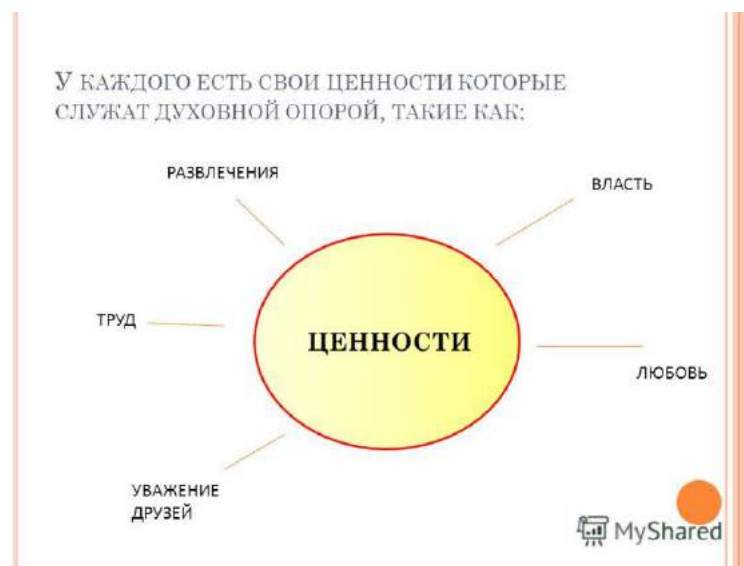 У КАЖДОГО ЕСТЬ СВОИ ЦЕННОСТИ КОТОРЫЕ
СЛУЖАТ ДУХОВНОЙ ОПОРОЙ, ТАКИЕ КАК:
РАЗВЛЕЧЕНИЯ
ВЛАСТЬ
ТРУД
ЦЕННОСТИ
ЛЮБОВЬ
УВАЖЕНИЕ
ДРУЗЕЙ
MyShared